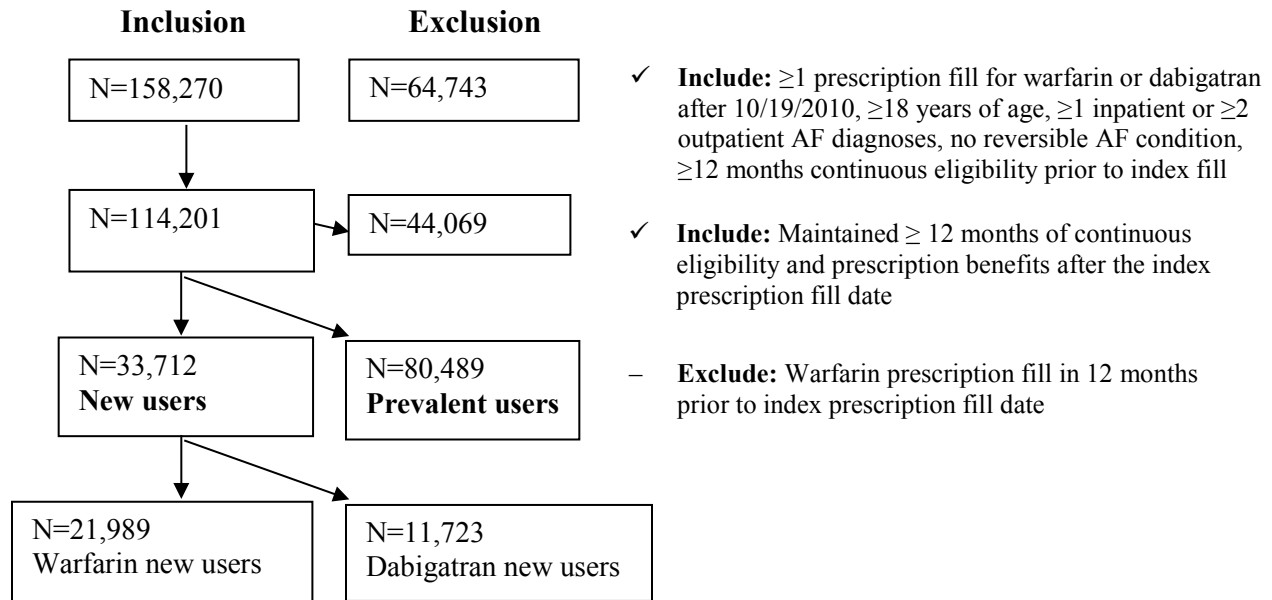 Inclusion
Exclusion
N=158,270
N=64,743
✓ Include: ≥1 prescription fill for warfarin or dabigatran
after 10/19/2010, ≥18 years of age, ≥1 inpatient or ≥2
outpatient AF diagnoses, no reversible AF condition,
≥12 months continuous eligibility prior to index fill
N=114,201
N=44,069
✓ Include: Maintained ≥ 12 months of continuous
eligibility and prescription benefits after the index
prescription fill date
N=33,712
New users
N=80,489
Prevalent users
– Exclude: Warfarin prescription fill in 12 months
prior to index prescription fill date
N=21,989
Warfarin new users
N=11,723
Dabigatran new users